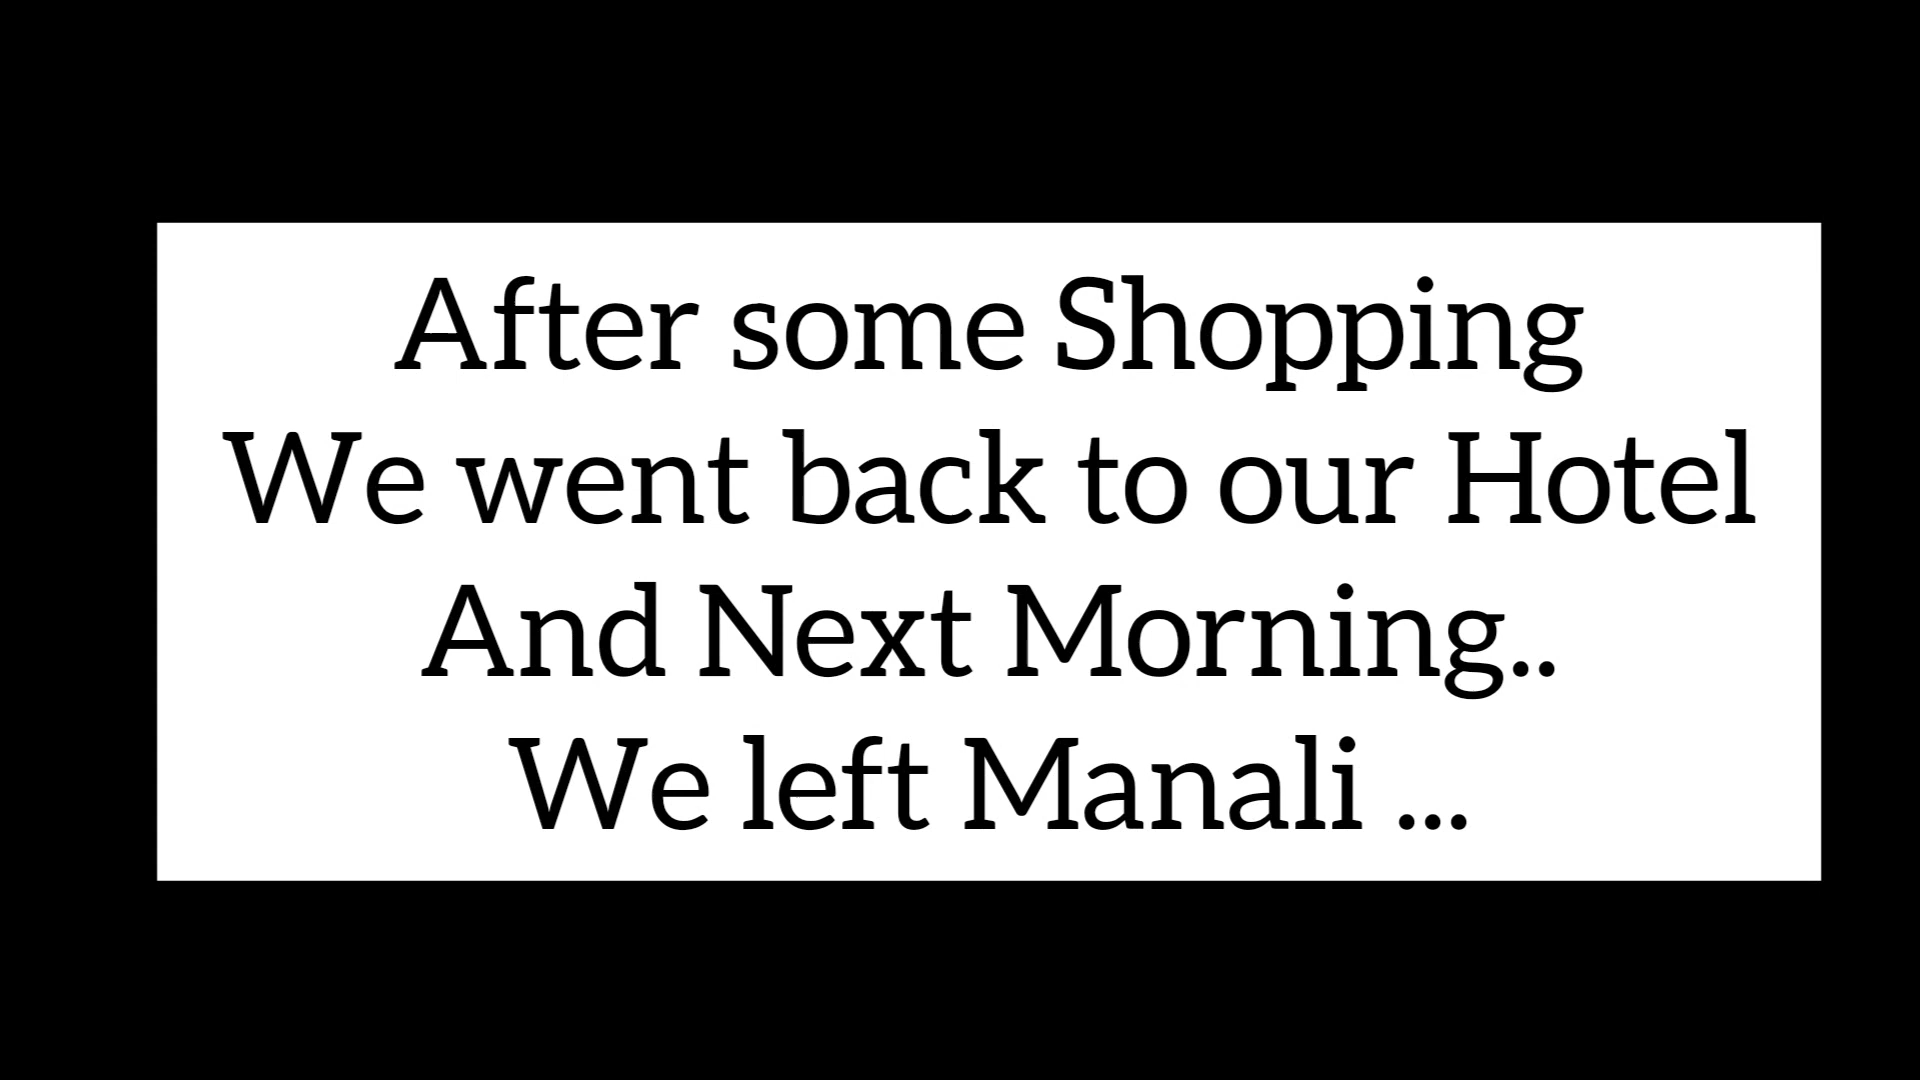 After some Shopping
We went back to our Hotel
And Next Morning..
We left Manali ...